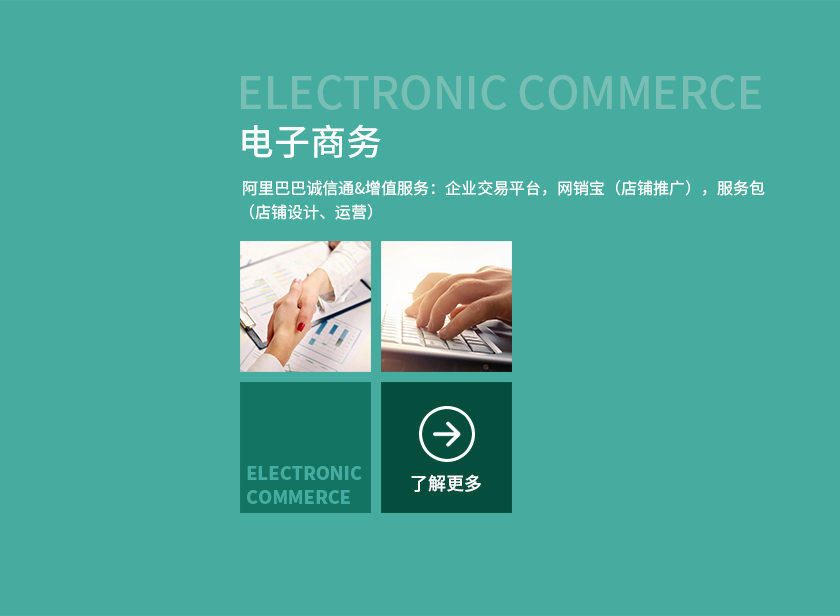 ELECTRONIC COMMERCE
电子商务
阿里巴巴诚信通&增值服务：企业交易平台，网销宝（店铺推广），服务包
（店铺设计、运营）
ELECTRONIC
COMMERCE
了解更多